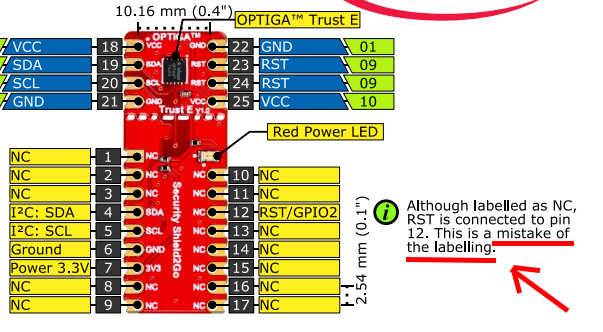 10.16 mm (0.4")
OPTIGA™ Trust E
OPTIGA™
VCC 18 VCC GND 22 GND 01
SDA 19 SDA RST 23 RST 09
SCL 20 SCL RST 24 RST 09
GND 21 GND VCC 25 VCC 10
Trust E V1.0
Red Power LED
NC 1 NC
NC 2 NC NC 10 NC
NC 3 NC NC 11 NC
I²C: SDA 4 SDA NC 12 RST/GPIO2
I²C: SCL 5 SCL NC 13 NC
Ground 6 GND NC 14 NC
Power 3.3V 7 3V3 NC 15 NC
NC 8 NC NC 16 NC
NC 9 NC NC 17 NC
Security Shield2Go
2.54 mm (0.1")
i
Although labelled as NC,
RST is connected to pin
12. This is a mistake of
the labelling.